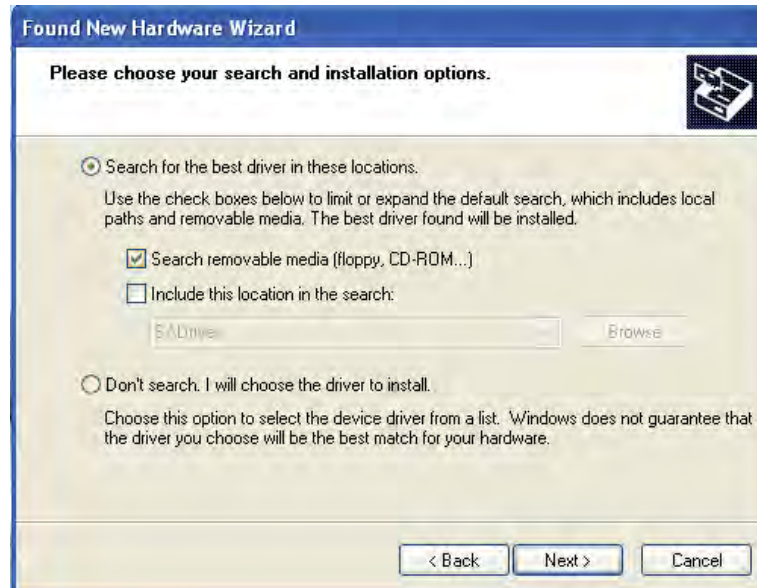 Found New Hardware Wizard
Please choose your search and installation options.
Search for the best driver in these locations.
Use the check boxes below to limit or expand the default search, which includes local
paths and removable media. The best driver found will be installed.
Search removable media (floppy, CD-ROM...)
Include this location in the search:
Browse
Don't search. I will choose the driver to install.
Choose this option to select the device driver from a list. Windows does not guarantee that
the driver you choose will be the best match for your hardware.
< Back Next > Cancel